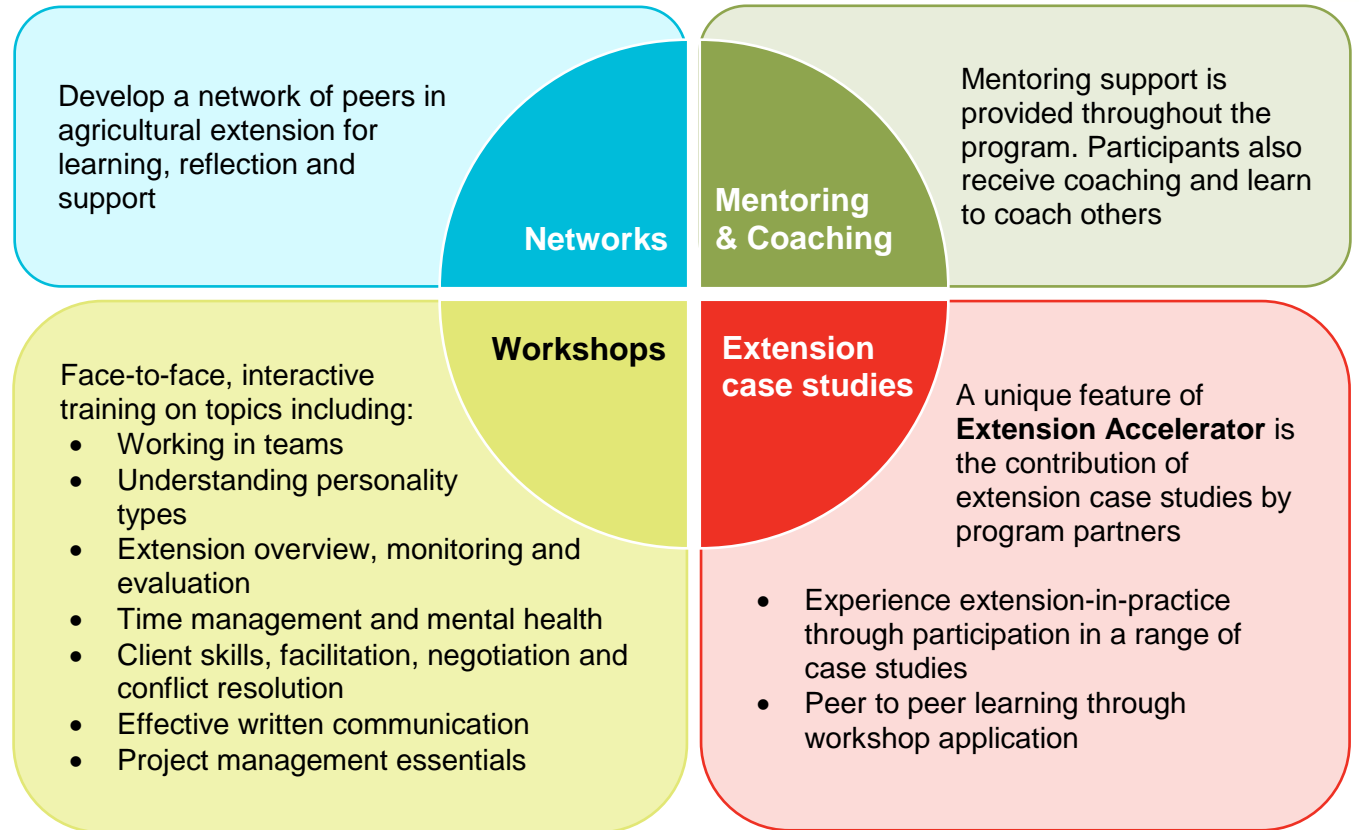 Develop a network of peers in
agricultural extension for
learning, reflection and
support
Networks
Mentoring
& Coaching
Mentoring support is
provided throughout the
program. Participants also
receive coaching and learn
to coach others
Workshops
Face-to-face, interactive
training on topics including:
• Working in teams
• Understanding personality
types
• Extension overview, monitoring and
evaluation
• Time management and mental health
• Client skills, facilitation, negotiation and
conflict resolution
• Effective written communication
• Project management essentials
Extension
case studies
A unique feature of
Extension Accelerator is
the contribution of
extension case studies by
program partners
• Experience extension-in-practice
through participation in a range of
case studies
• Peer to peer learning through
workshop application